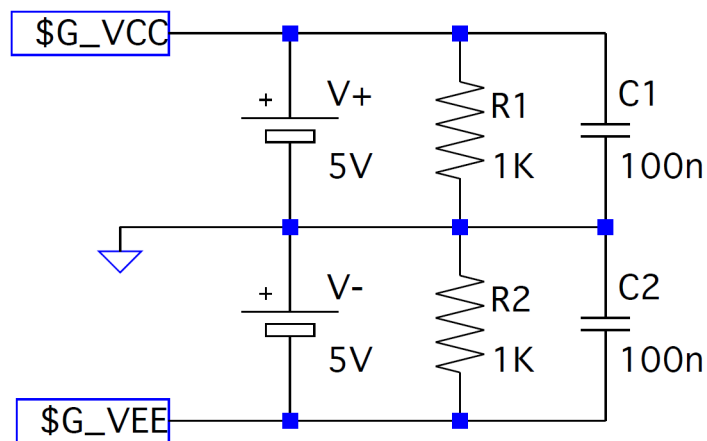 $G_VCC
+
V+
5V
R1
1K
C1
100n
+
V-
5V
R2
1K
C2
100n
$G_VEE